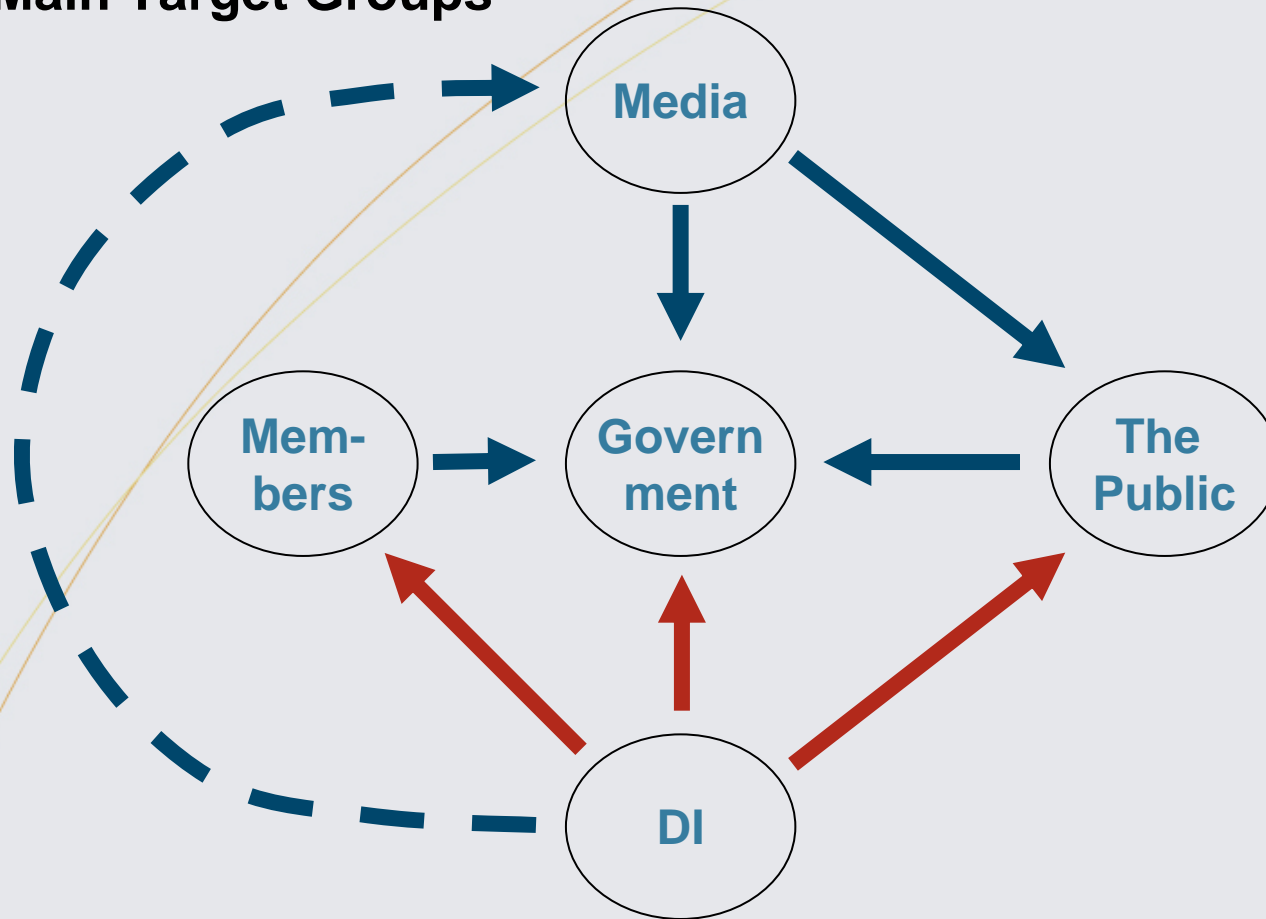 Main Target Groups
Media
Mem-
bers
Govern
ment
The
Public
DI